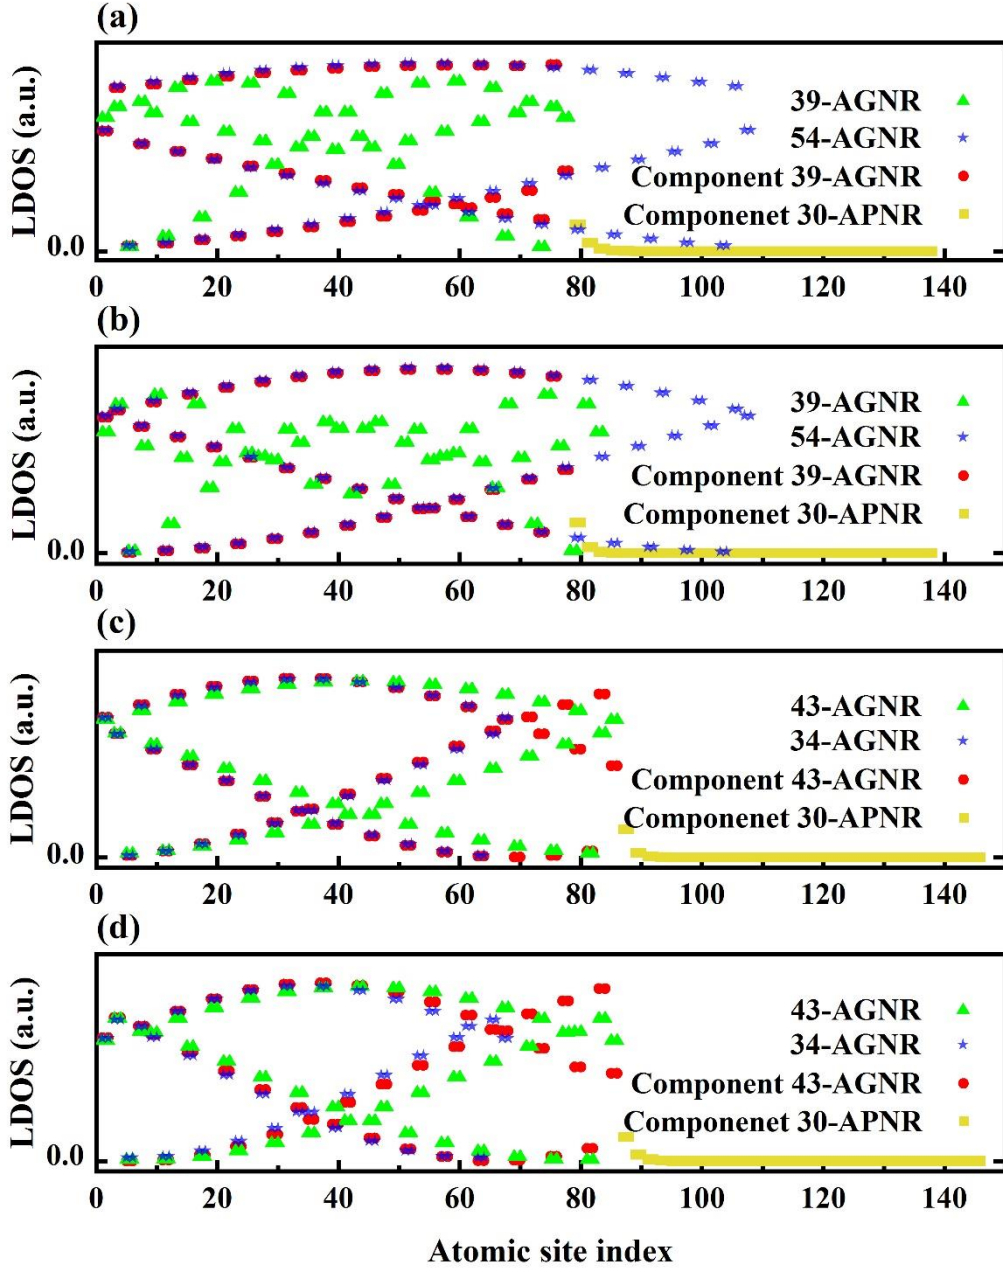 (a)
LDOS (a.u.)
39-AGNR
54-AGNR
Component 39-AGNR
Componenet 30-APNR
0.0
0 20 40 60 80 100 120 140
(b)
LDOS (a.u.)
39-AGNR
54-AGNR
Component 39-AGNR
Componenet 30-APNR
0.0
0 20 40 60 80 100 120 140
(c)
LDOS (a.u.)
43-AGNR
34-AGNR
Component 43-AGNR
Componenet 30-APNR
0.0
0 20 40 60 80 100 120 140
(d)
LDOS (a.u.)
43-AGNR
34-AGNR
Component 43-AGNR
Componenet 30-APNR
0.0
0 20 40 60 80 100 120 140
Atomic site index